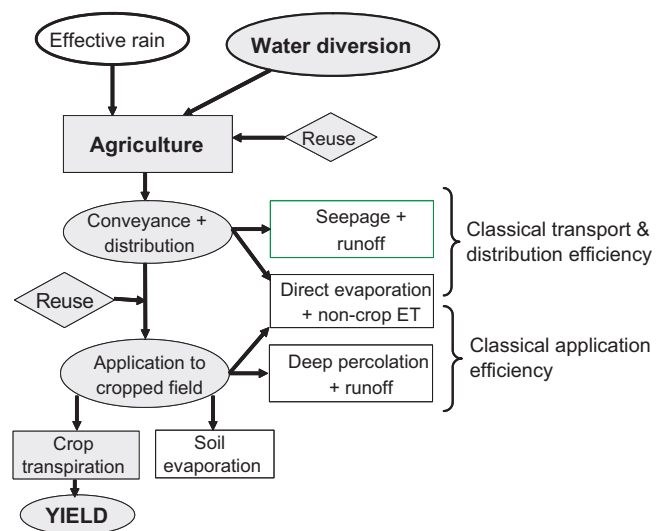 Effective rain
Water diversion
Agriculture
Reuse
Conveyance +
distribution
Seepage +
runoff
Classical transport &
distribution efficiency
Reuse
Direct evaporation
+ non-crop ET
Application to
cropped field
Deep percolation
+ runoff
Classical application
efficiency
Crop
transpiration
Soil
evaporation
YIELD